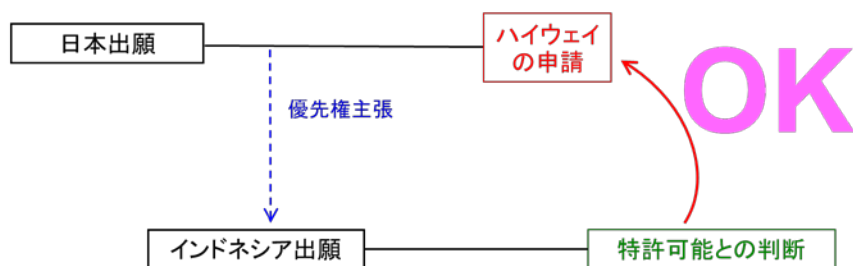 日本出願
ハイウェイ
の申請
OK
優先権主張
インドネシア出願
特許可能との判断